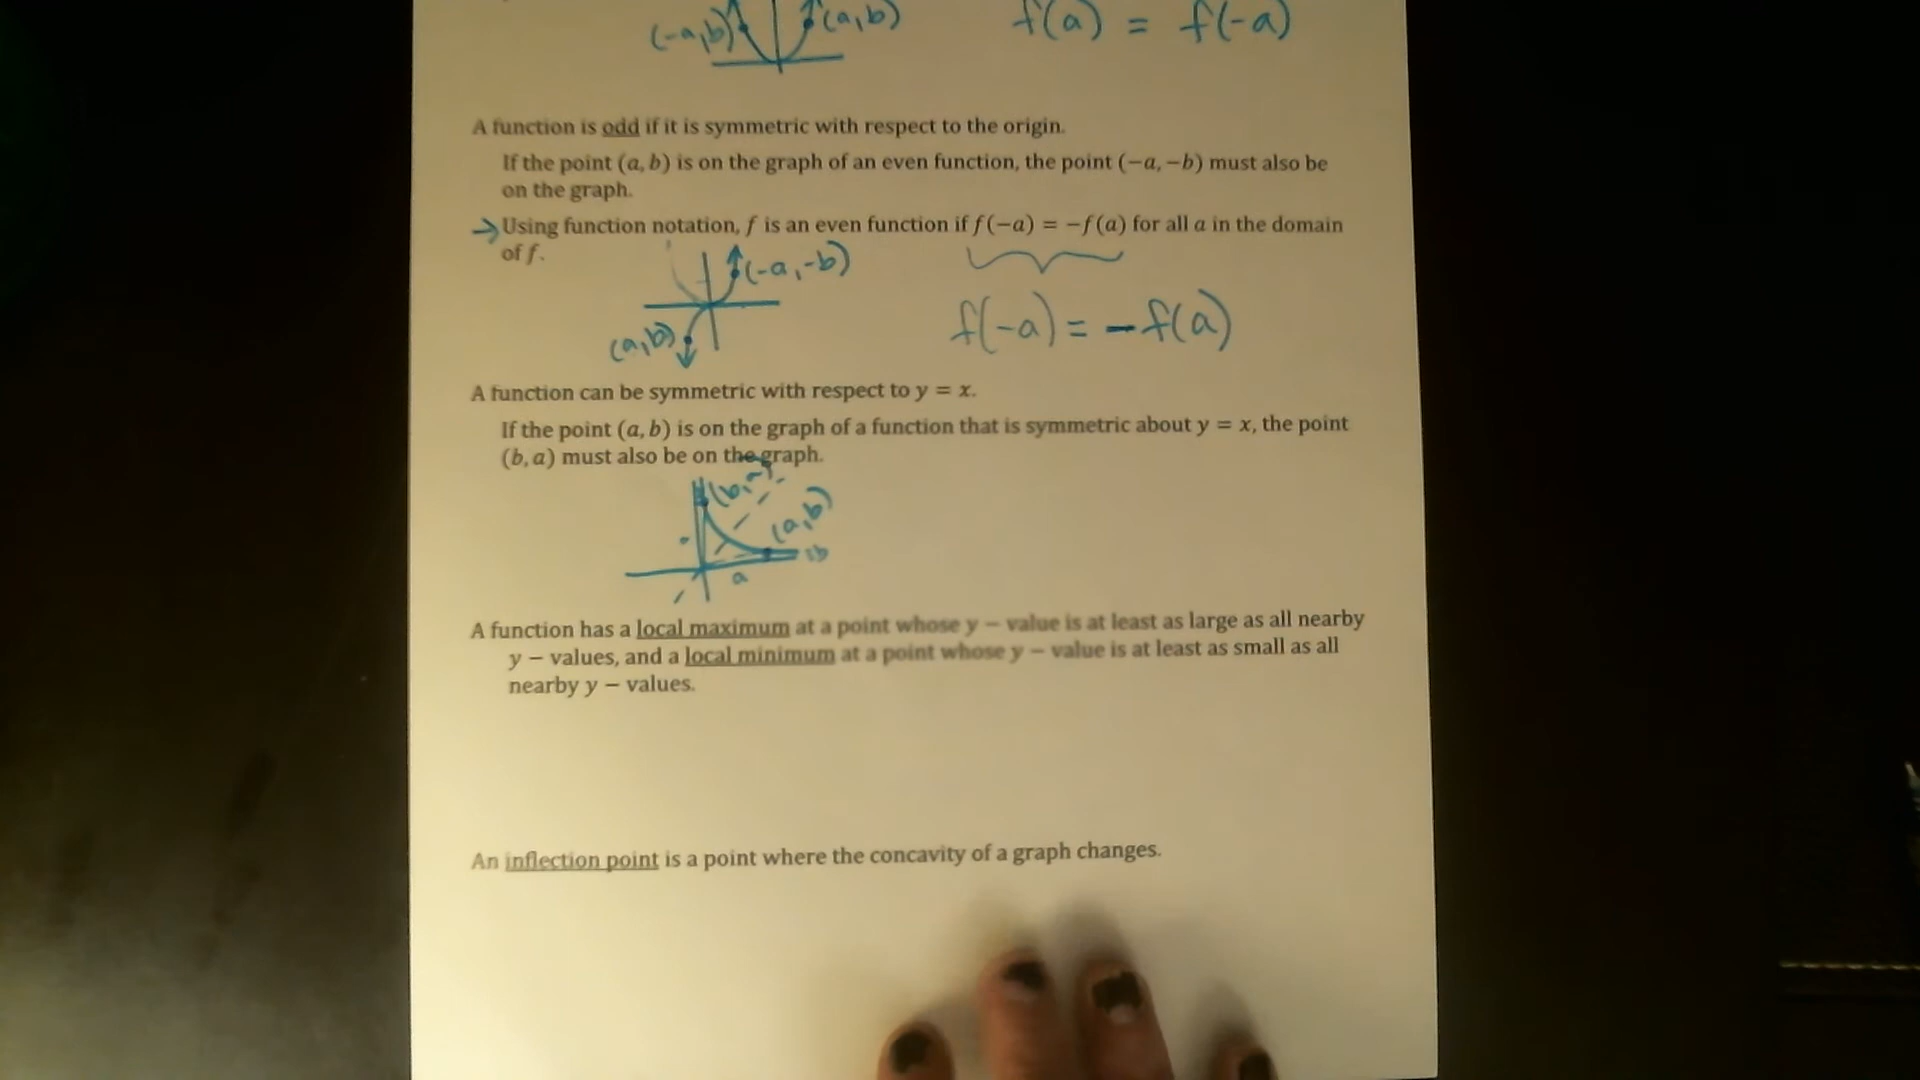 (-a,b) (a,b) f(a) = f(-a)
A function is odd if it is symmetric with respect to the origin.
If the point (a, b) is on the graph of an even function, the point (−a, −b) must also be
on the graph.
→ Using function notation, f is an even function if f(−a) = −f(a) for all a in the domain
of f.
(-a,-b)
(a,b) f(-a) = -f(a)
A function can be symmetric with respect to y = x.
If the point (a, b) is on the graph of a function that is symmetric about y = x, the point
(b, a) must also be on the graph.
(b,a)
(a,b)
b
a
A function has a local maximum at a point whose y − value is at least as large as all nearby
y − values, and a local minimum at a point whose y − value is at least as small as all
nearby y − values.
An inflection point is a point where the concavity of a graph changes.